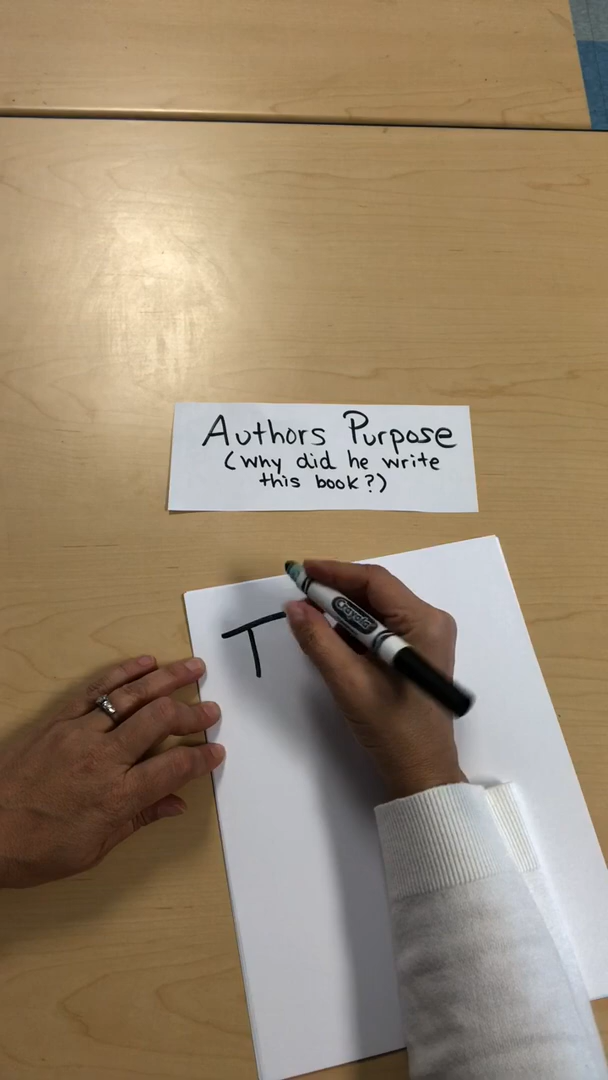 Authors Purpose
(Why did he write
this book?)
T
Crayola